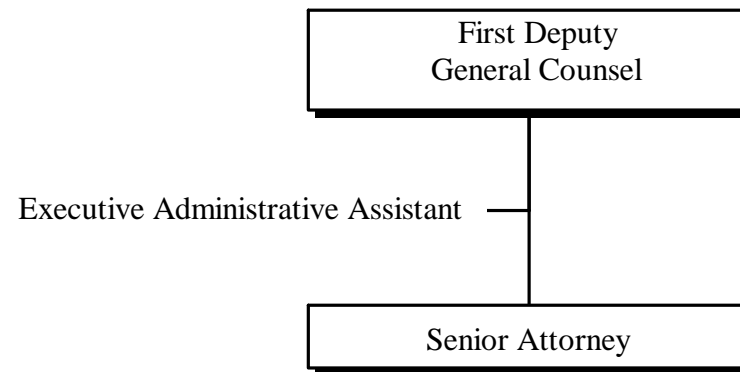 First Deputy
General Counsel
Executive Administrative Assistant
Senior Attorney